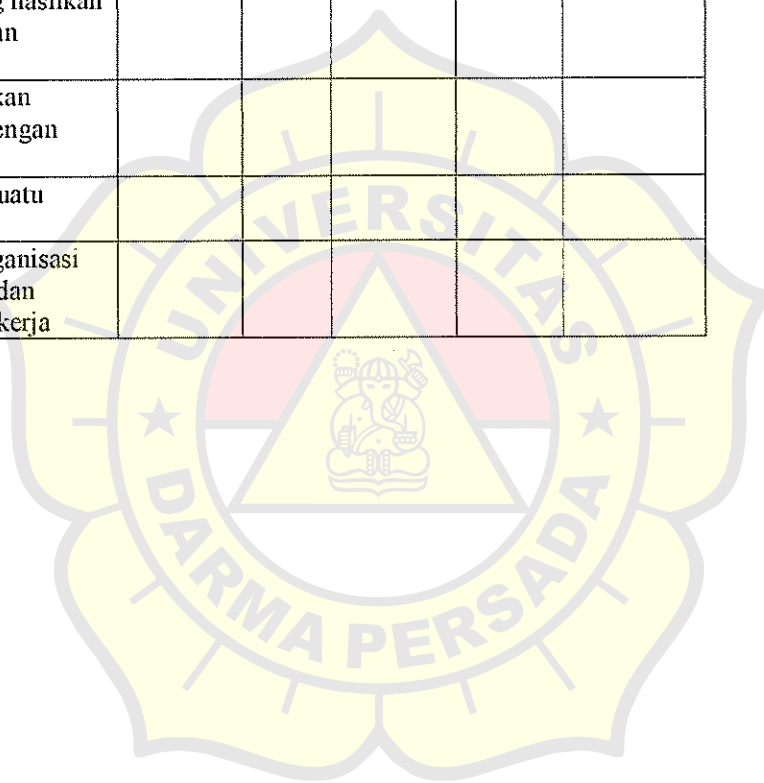 g hasilkan
an
kan
engan
uatu
ganisasi
dan
kerja
UNIVERSITAS
DARMA PERSADA